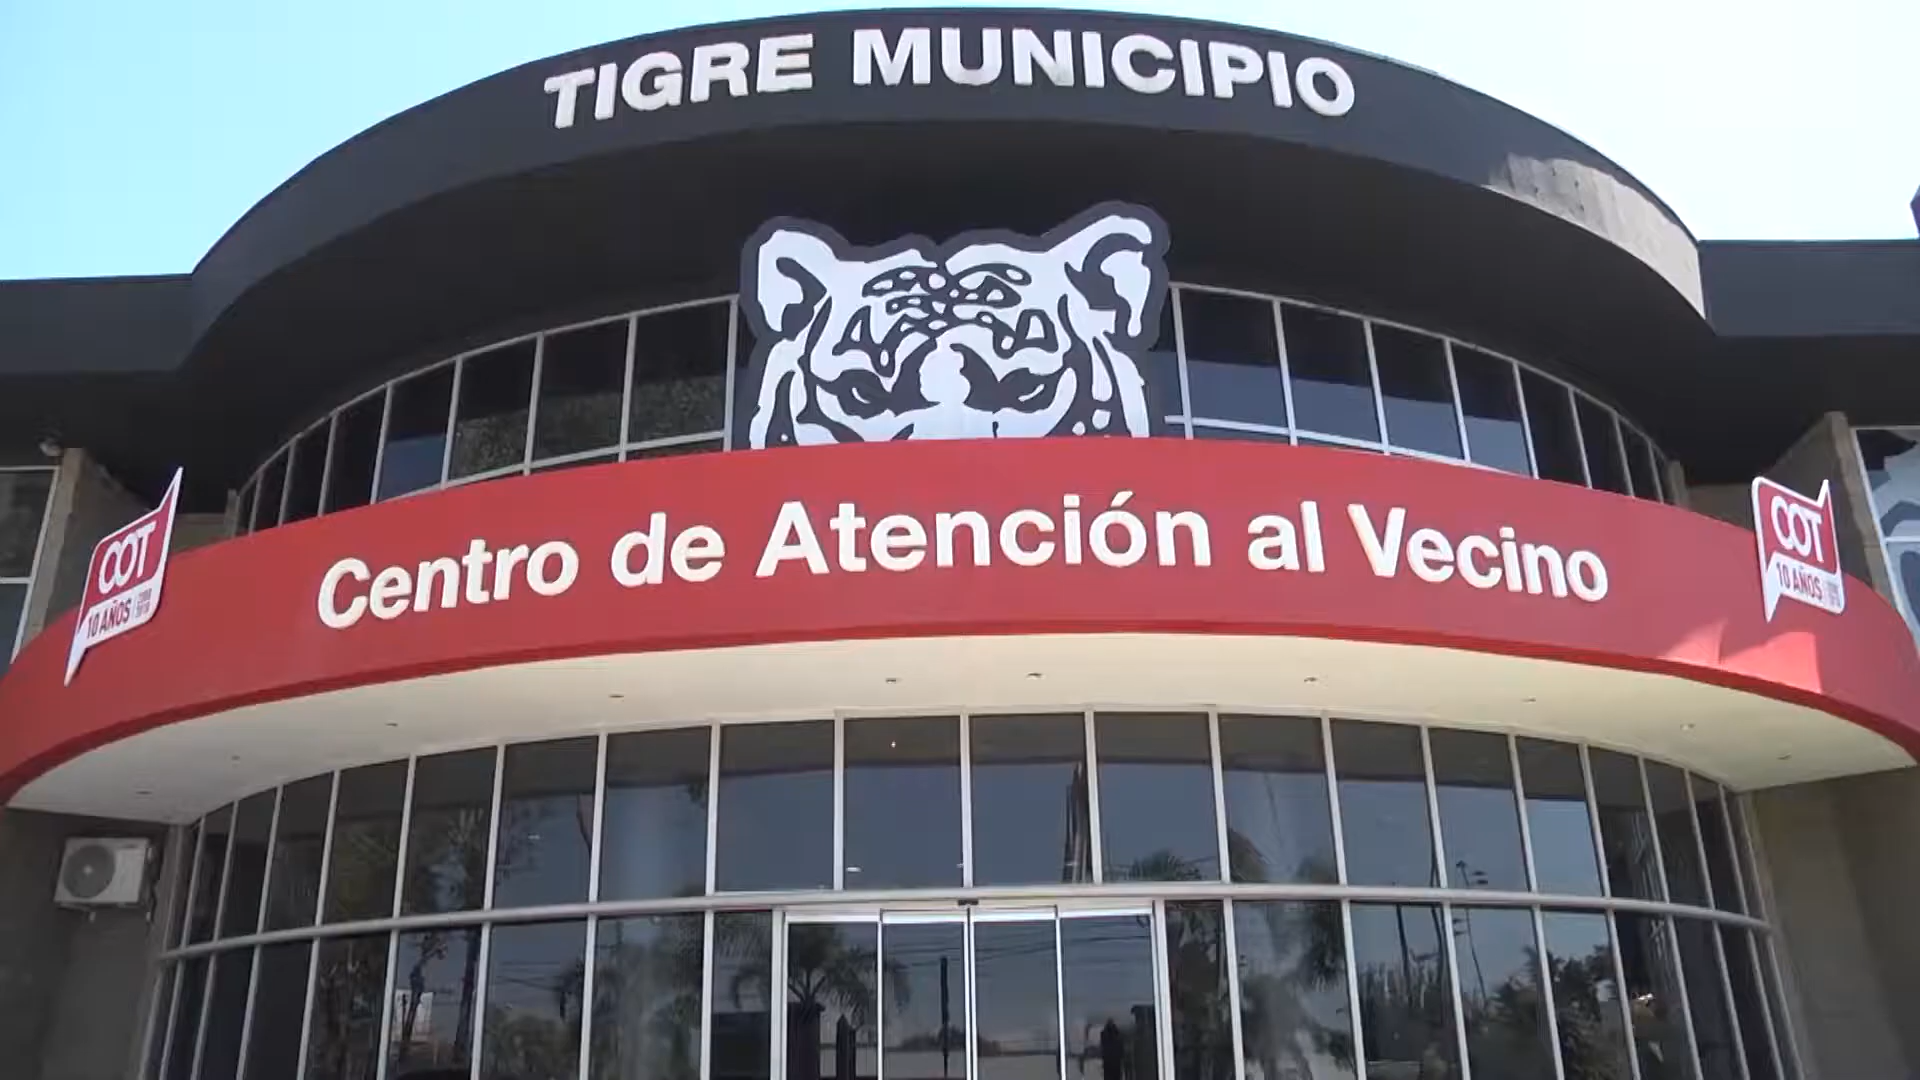 TIGRE MUNICIPIO
Centro de Atención al Vecino
COT
10 AÑOS
COT
10 AÑOS